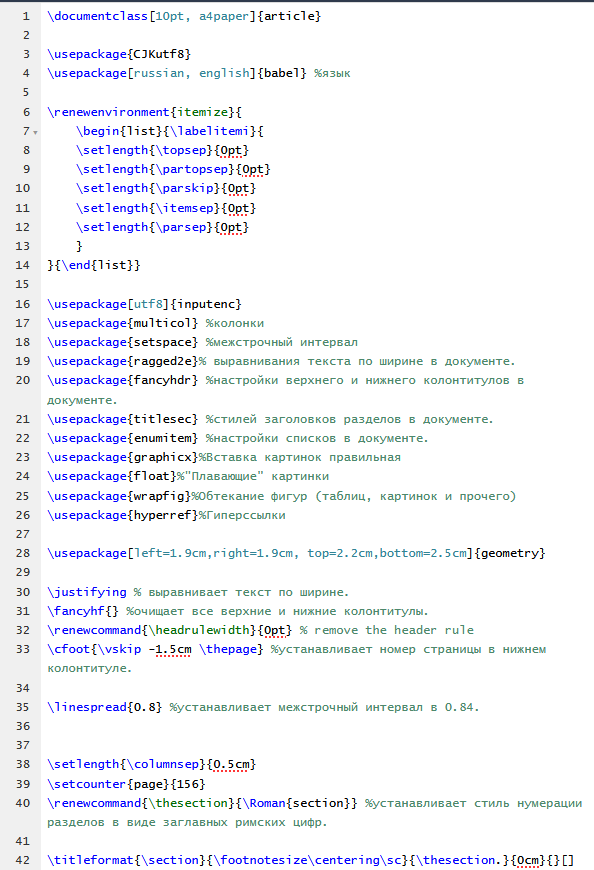 1 \documentclass[10pt, a4paper]{article}
2
3 \usepackage{CJKutf8}
4 \usepackage[russian, english]{babel} %язык
5
6 \renewenvironment{itemize}{
7 \begin{list}{\labelitemi}{
8 \setlength{\topsep}{0pt}
9 \setlength{\partopsep}{0pt}
10 \setlength{\parskip}{0pt}
11 \setlength{\itemsep}{0pt}
12 \setlength{\parsep}{0pt}
13 }
14 }{\end{list}}
15
16 \usepackage[utf8]{inputenc}
17 \usepackage{multicol} %колонки
18 \usepackage{setspace} %межстрочный интервал
19 \usepackage{ragged2e}% выравнивания текста по ширине в документе.
20 \usepackage{fancyhdr} %настройки верхнего и нижнего колонтитулов в
документе.
21 \usepackage{titlesec} %стилей заголовков разделов в документе.
22 \usepackage{enumitem} %настройки списков в документе.
23 \usepackage{graphicx}%Вставка картинок правильная
24 \usepackage{float}%"Плавающие" картинки
25 \usepackage{wrapfig}%Обтекание фигур (таблиц, картинок и прочего)
26 \usepackage{hyperref}%Гиперссылки
27
28 \usepackage[left=1.9cm,right=1.9cm, top=2.2cm,bottom=2.5cm]{geometry}
29
30 \justifying % выравнивает текст по ширине.
31 \fancyhf{} %очищает все верхние и нижние колонтитулы.
32 \renewcommand{\headrulewidth}{0pt} % remove the header rule
33 \cfoot{\vskip -1.5cm \thepage} %устанавливает номер страницы в нижнем
колонтитуле.
34
35 \linespread{0.8} %устанавливает межстрочный интервал в 0.84.
36
37
38 \setlength{\columnsep}{0.5cm}
39 \setcounter{page}{156}
40 \renewcommand{\thesection}{\Roman{section}} %устанавливает стиль нумерации
разделов в виде заглавных римских цифр.
41
42 \titleformat{\section}{\footnotesize\centering\sc}{\thesection.}{0cm}{}[]